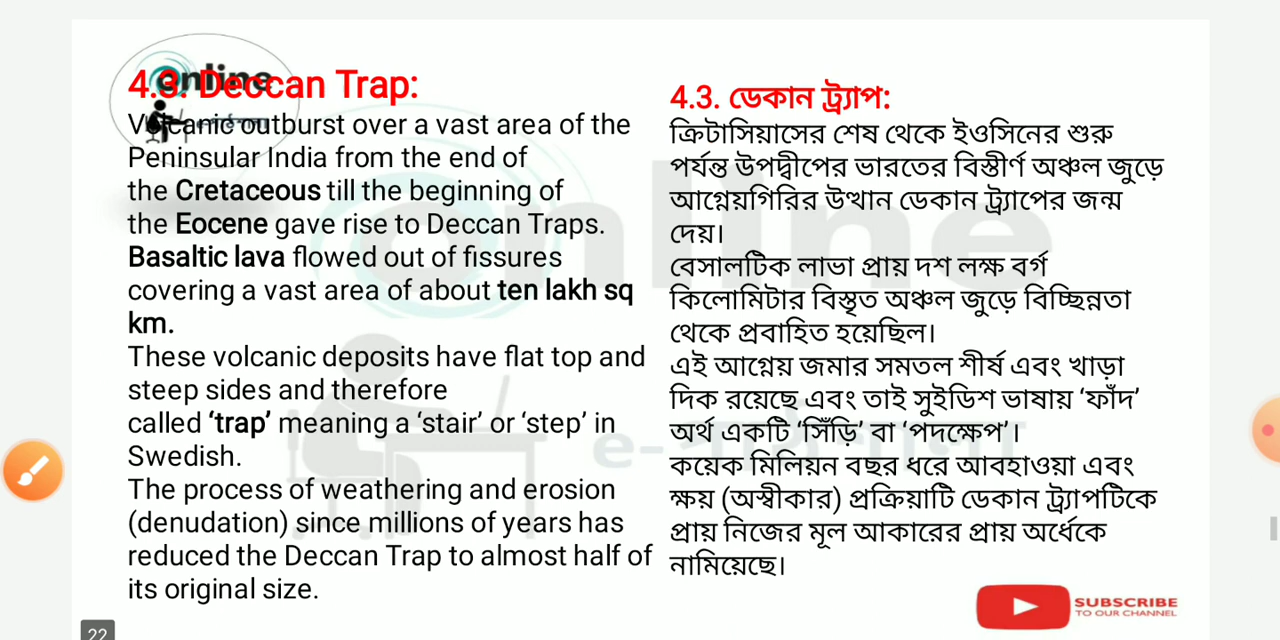 online
4.3. Deccan Trap:
Volcanic outburst over a vast area of the
Peninsular India from the end of
the Cretaceous till the beginning of
the Eocene gave rise to Deccan Traps.
Basaltic lava flowed out of fissures
covering a vast area of about ten lakh sq
km.
These volcanic deposits have flat top and
steep sides and therefore
called ‘trap’ meaning a ‘stair’ or ‘step’ in
Swedish.
The process of weathering and erosion
(denudation) since millions of years has
reduced the Deccan Trap to almost half of
its original size.
4.3. ডেকান ট্র্যাপ:
ক্রিটাসিয়াসের শেষ থেকে ইওসিনের শুরু
পর্যন্ত উপদ্বীপের ভারতের বিস্তীর্ণ অঞ্চল জুড়ে
আগ্নেয়গিরির উত্থান ডেকান ট্র্যাপের জন্ম
দেয়।
বেসালটিক লাভা প্রায় দশ লক্ষ বর্গ
কিলোমিটার বিস্তৃত অঞ্চল জুড়ে বিচ্ছিন্নতা
থেকে প্রবাহিত হয়েছিল।
এই আগ্নেয় জমার সমতল শীর্ষ এবং খাড়া
দিক রয়েছে এবং তাই সুইডিশ ভাষায় ‘ফাঁদ’
অর্থ একটি ‘সিঁড়ি’ বা ‘পদক্ষেপ’।
কয়েক মিলিয়ন বছর ধরে আবহাওয়া এবং
ক্ষয় (অস্বীকার) প্রক্রিয়াটি ডেকান ট্র্যাপটিকে
প্রায় নিজের মূল আকারের প্রায় অর্ধেকে
নামিয়েছে।
online
SUBSCRIBE
TO OUR CHANNEL
22